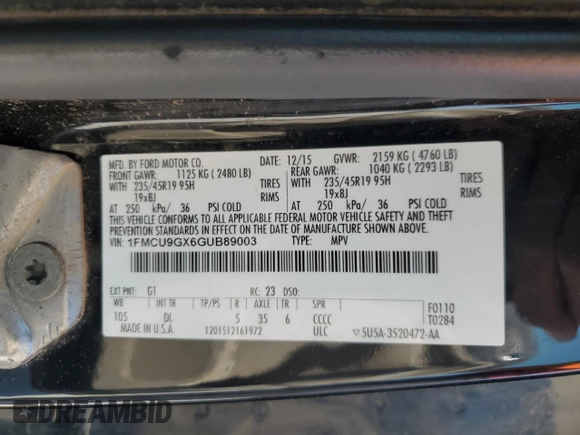 MFD. BY FORD MOTOR CO. DATE: 12/15 GVWR: 2159 KG ( 4760 LB)
FRONT GAWR: 1125 KG ( 2480 LB) REAR GAWR: 1040 KG ( 2293 LB)
WITH 235/45R19 95H TIRES WITH 235/45R19 95H TIRES
19x8J RIMS 19x8J RIMS
AT 250 kPa/ 36 PSI COLD AT 250 kPa/ 36 PSI COLD
THIS VEHICLE CONFORMS TO ALL APPLICABLE FEDERAL MOTOR VEHICLE SAFETY AND THEFT
PREVENTION STANDARDS IN EFFECT ON THE DATE OF MANUFACTURE SHOWN ABOVE.
VIN: 1FMCU9GX6GUB89003 TYPE: MPV
EXT PNT: G1 RC: 23 DSO:
WB INT TR TP/PS R AXLE TR SPR F0110
105 DL 5 35 6 CCCC T0284
MADE IN U.S.A. 1201512161972 ULC 5U5A-3520472-AA
DREAMBID